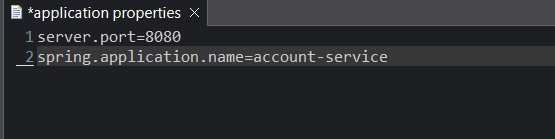 *application properties
1 server.port=8080
2 spring.application.name=account-service